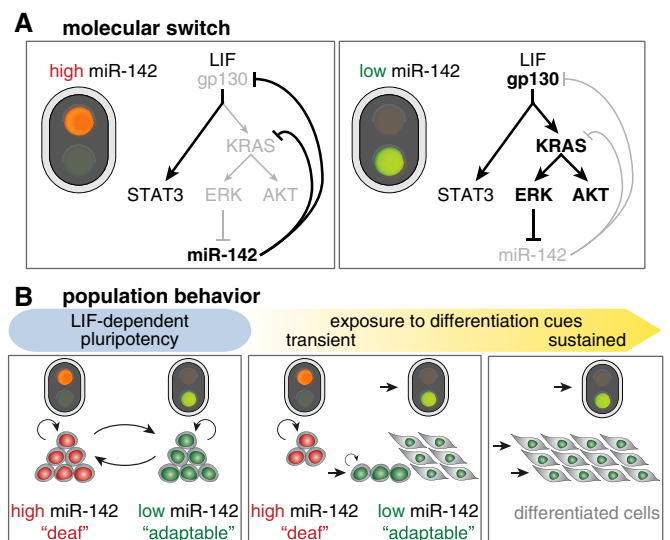 A molecular switch
high miR-142
LIF
gp130
KRAS
STAT3 ERK AKT
miR-142
low miR-142
LIF
gp130
KRAS
STAT3 ERK AKT
miR-142
B population behavior
LIF-dependent
pluripotency
exposure to differentiation cues
transient sustained
high miR-142
"deaf"
low miR-142
"adaptable"
high miR-142
"deaf"
low miR-142
"adaptable"
differentiated cells